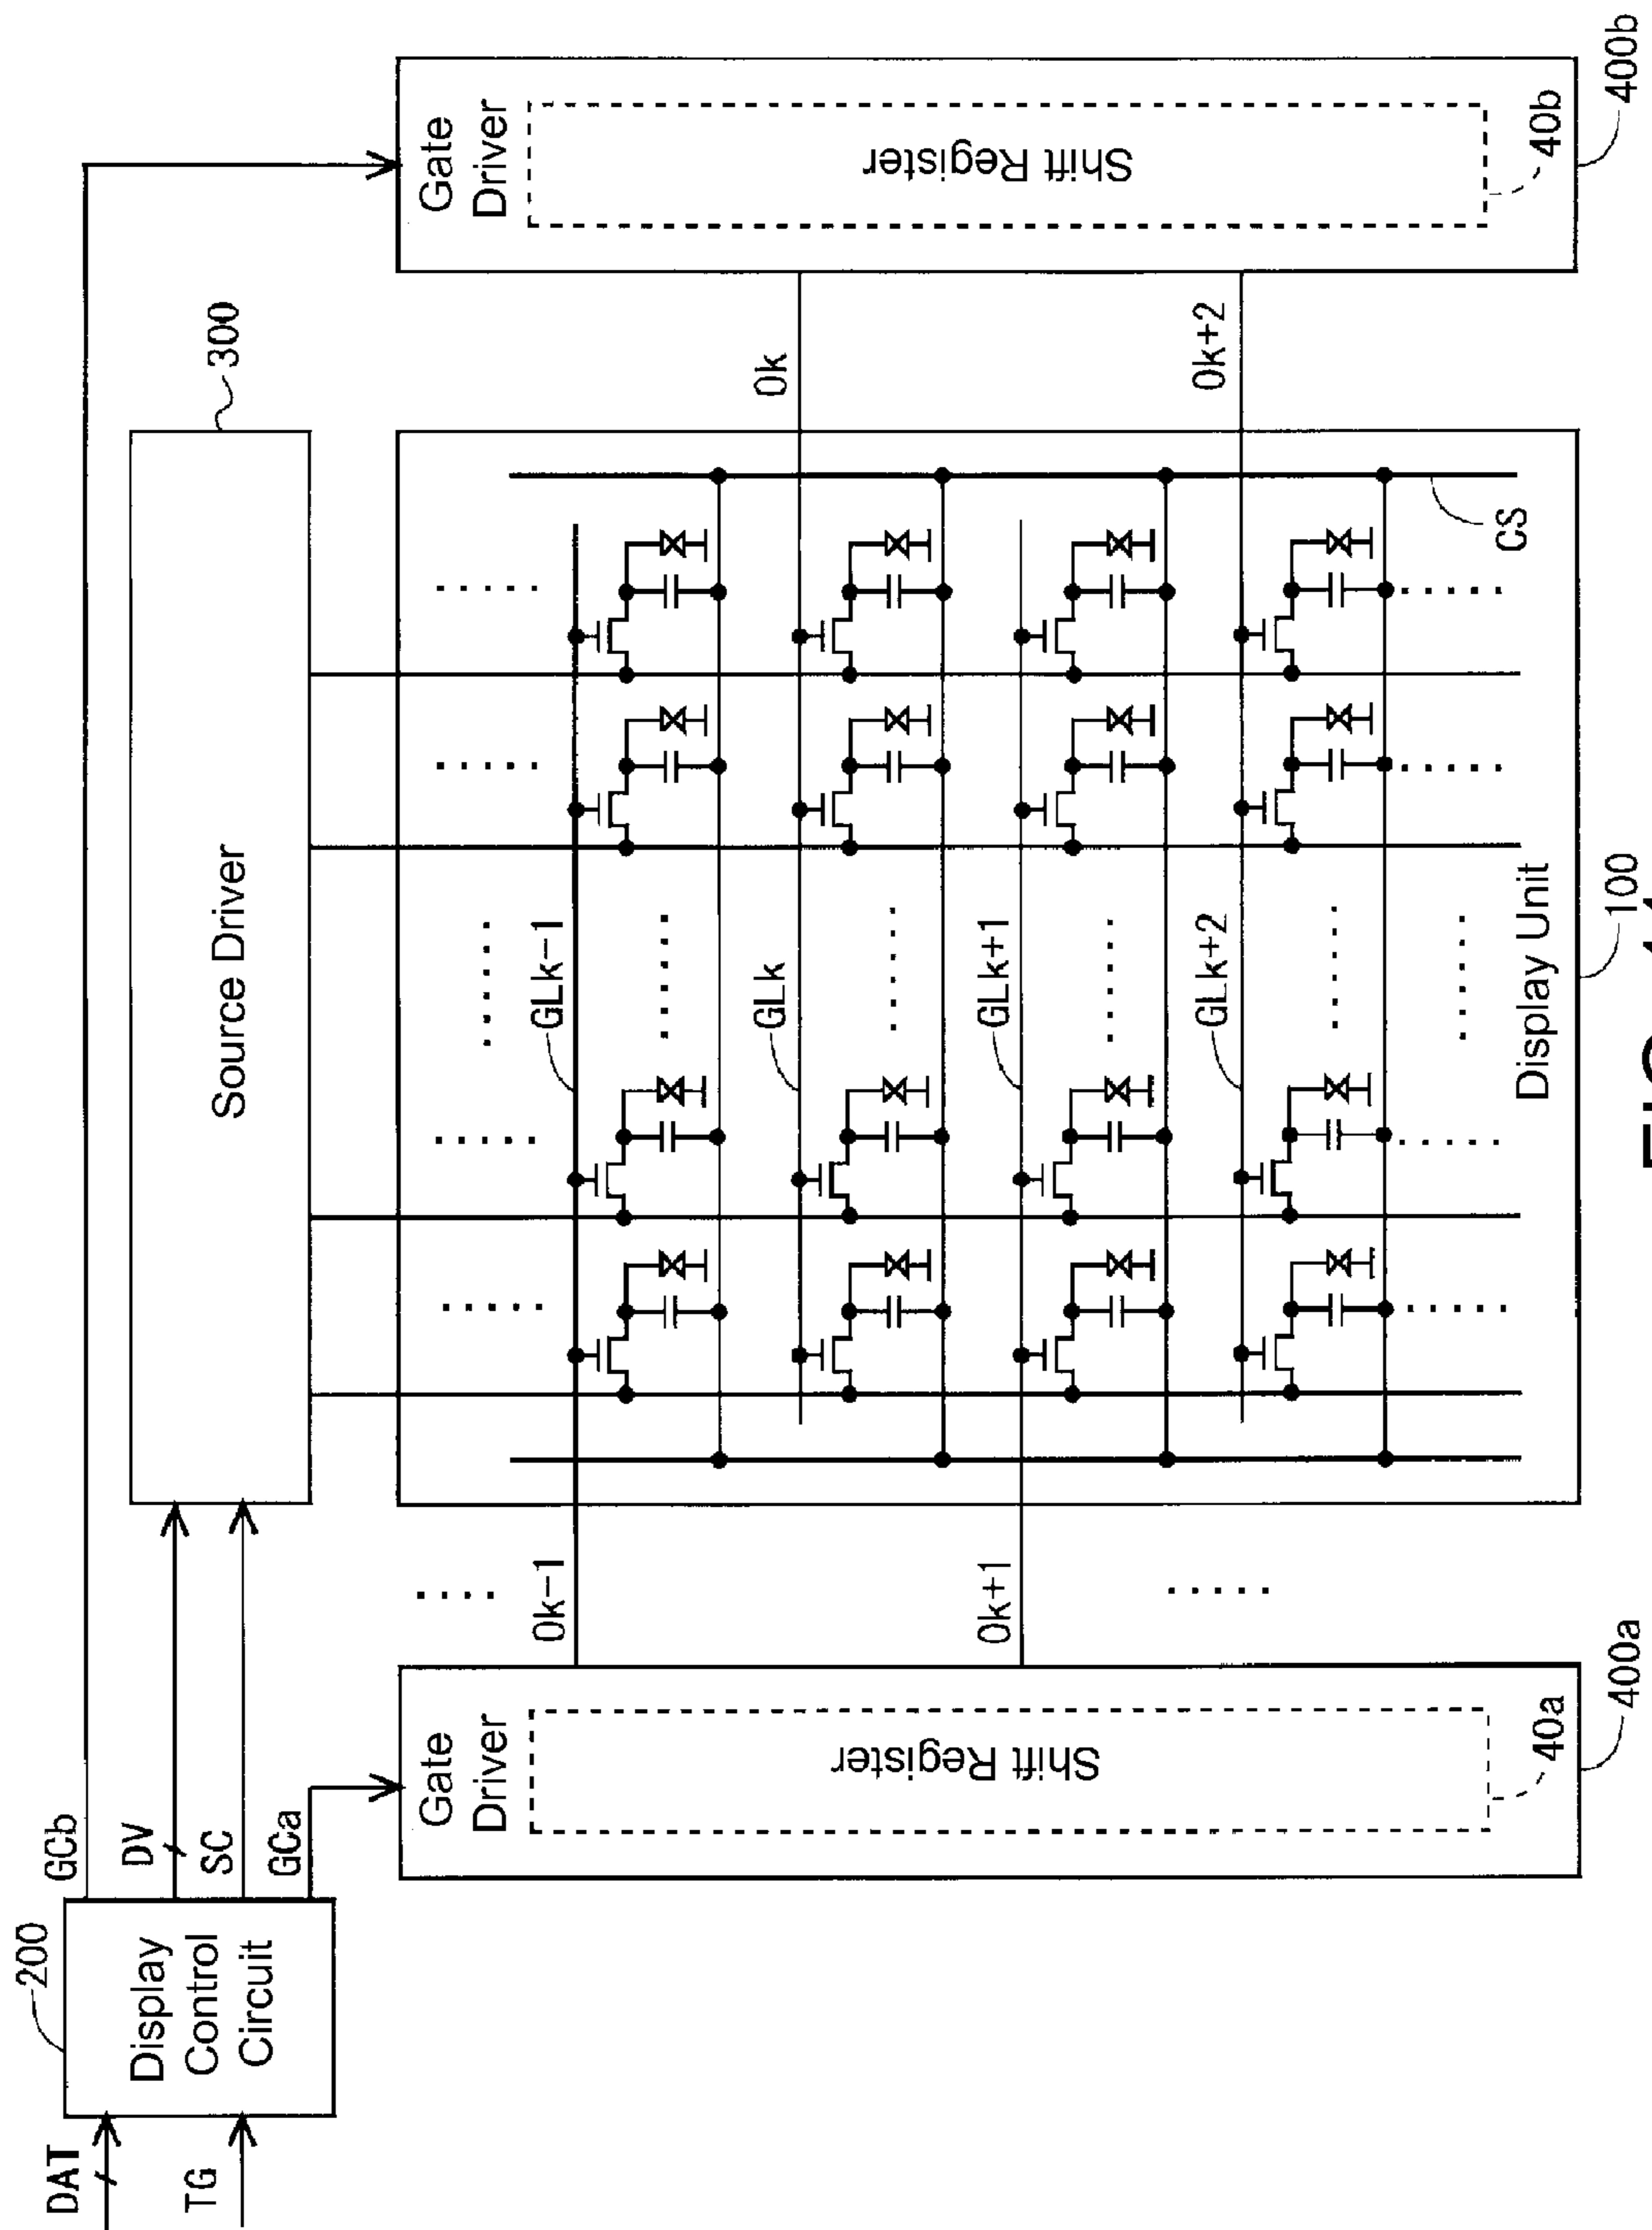 DAT
TG
200
Display
Control
Circuit
GCb
DV
SC
GCa
Source Driver
300
Gate
Driver
Shift Register
40a
400a
0k-1
0k+1
GLk-1
GLk
GLk+1
GLk+2
CS
Display Unit
100
0k
0k+2
Gate
Driver
Shift Register
40b
400b